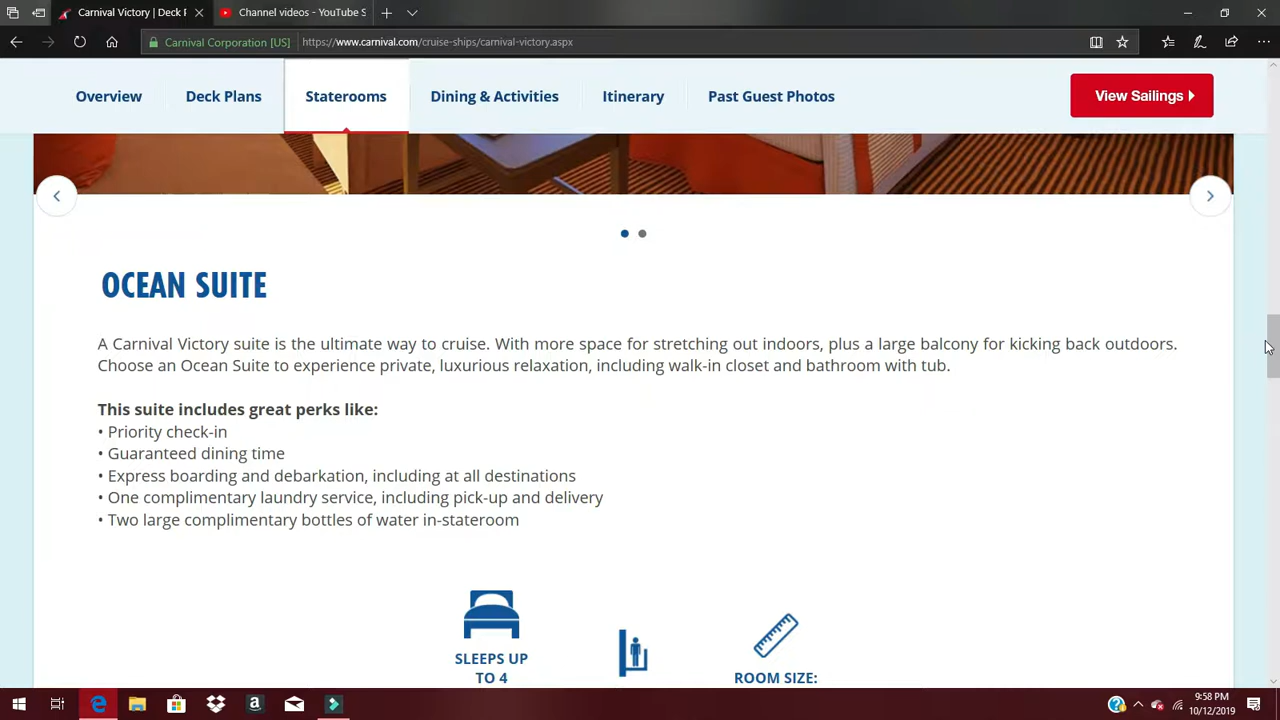 Carnival Victory | Deck P
Channel videos - YouTube S
Carnival Corporation [US]
https://www.carnival.com/cruise-ships/carnival-victory.aspx
Overview
Deck Plans
Staterooms
Dining & Activities
Itinerary
Past Guest Photos
View Sailings
OCEAN SUITE
A Carnival Victory suite is the ultimate way to cruise. With more space for stretching out indoors, plus a large balcony for kicking back outdoors.
Choose an Ocean Suite to experience private, luxurious relaxation, including walk-in closet and bathroom with tub.
This suite includes great perks like:
• Priority check-in
• Guaranteed dining time
• Express boarding and debarkation, including at all destinations
• One complimentary laundry service, including pick-up and delivery
• Two large complimentary bottles of water in-stateroom
SLEEPS UP
TO 4
ROOM SIZE:
9:58 PM
10/12/2019